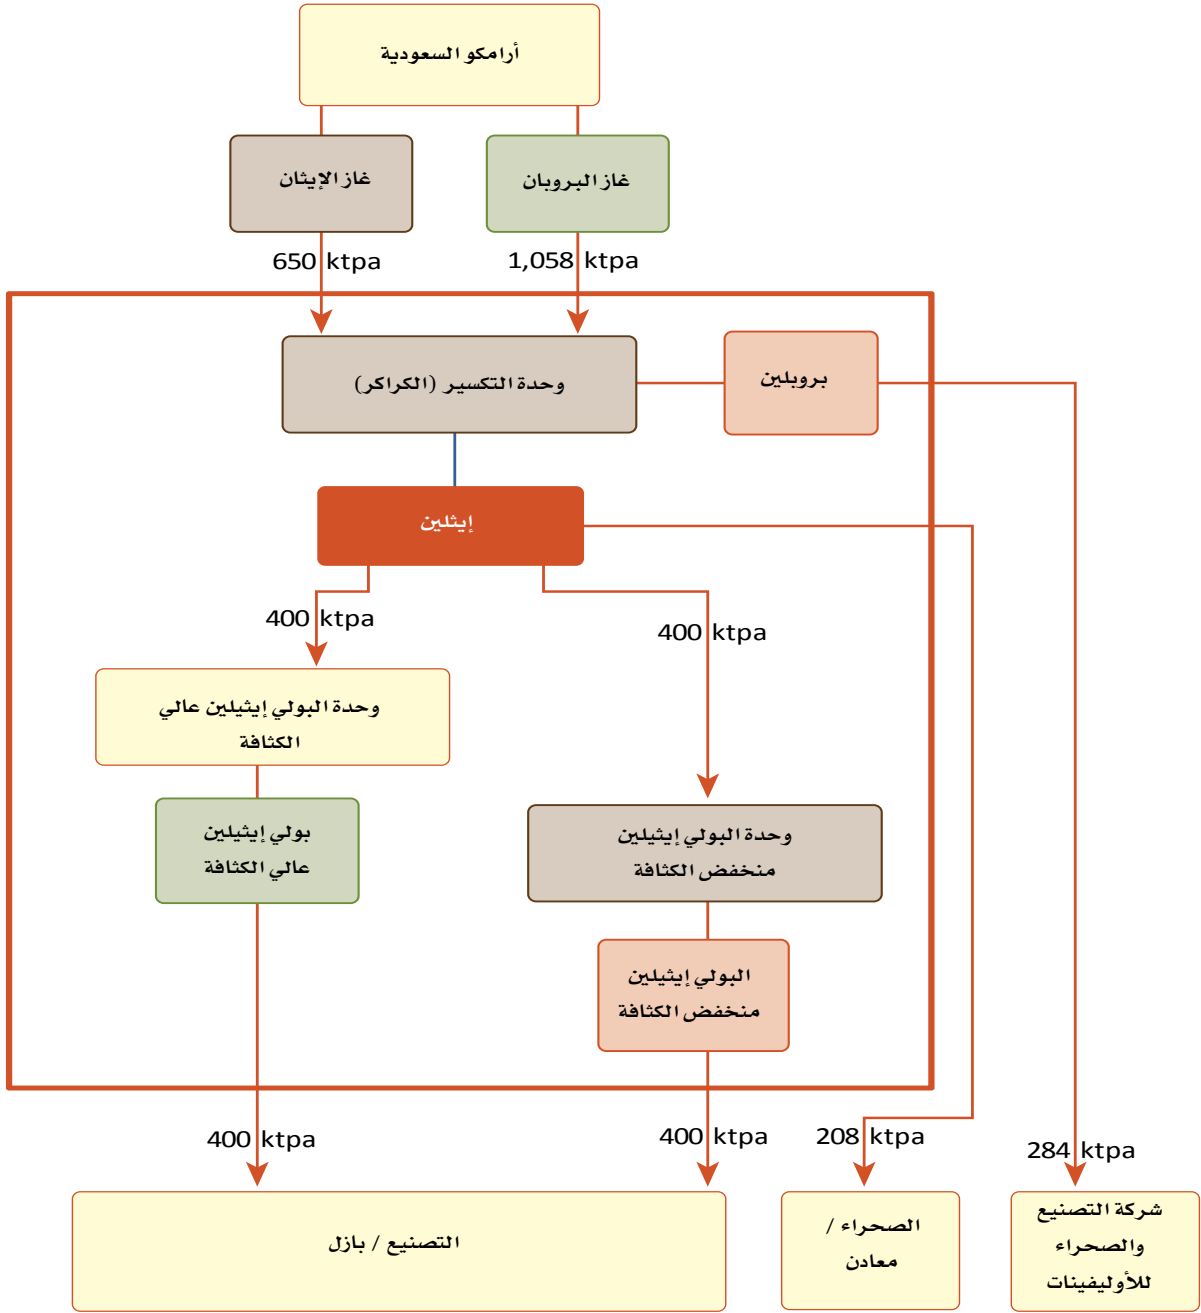 أرامكو السعودية
غاز الإيثان
غاز البروبان
650 ktpa
1,058 ktpa
وحدة التكسير (الكراكر)
بروبلين
إيثلين
400 ktpa
400 ktpa
وحدة البولي إيثيلين عالي
الكثافة
بولي إيثيلين
عالي الكثافة
وحدة البولي إيثيلين
منخفض الكثافة
البولي إيثيلين
منخفض الكثافة
400 ktpa
400 ktpa
208 ktpa
284 ktpa
التصنيع / بازل
الصحراء /
معادن
شركة التصنيع
والصحراء
للأوليفينات